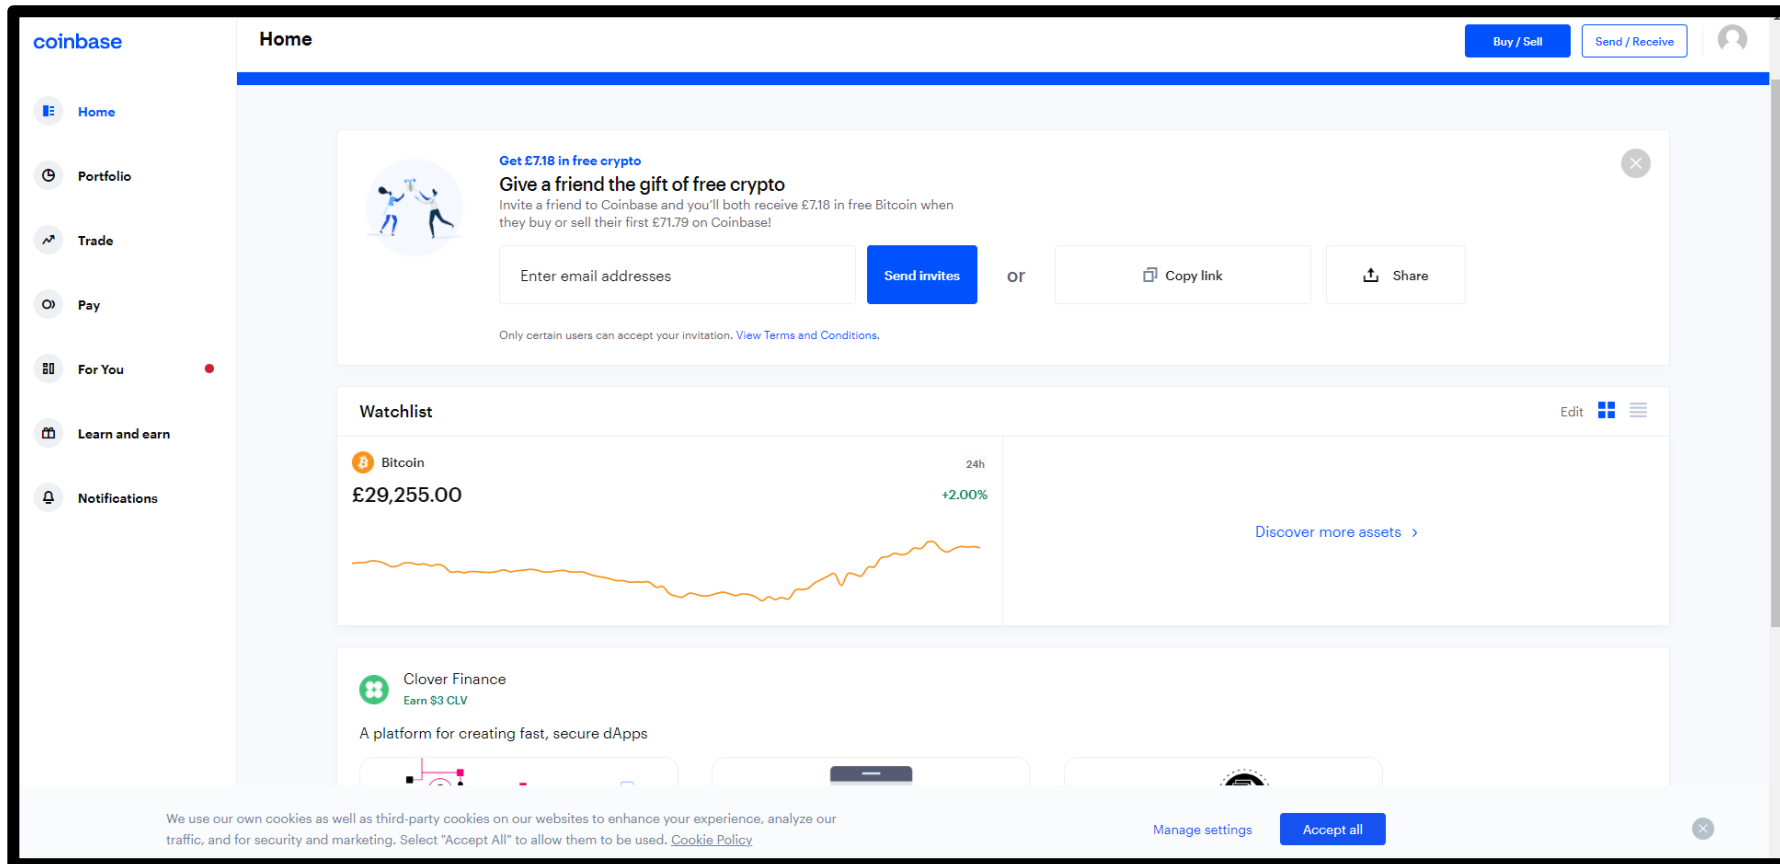 coinbase
Home
Buy / Sell
Send / Receive
Home
Portfolio
Trade
Pay
For You
Learn and earn
Notifications
Get £7.18 in free crypto
Give a friend the gift of free crypto
Invite a friend to Coinbase and you'll both receive £7.18 in free Bitcoin when
they buy or sell their first £71.79 on Coinbase!
Enter email addresses
Send invites
or
Copy link
Share
Only certain users can accept your invitation. View Terms and Conditions.
Watchlist
Edit
Bitcoin
24h
£29,255.00
+2.00%
Discover more assets
Clover Finance
Earn $3 CLV
A platform for creating fast, secure dApps
We use our own cookies as well as third-party cookies on our websites to enhance your experience, analyze our
traffic, and for security and marketing. Select "Accept All" to allow them to be used. Cookie Policy
Manage settings
Accept all